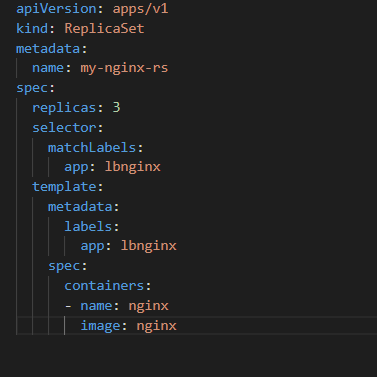 apiVersion: apps/v1
kind: ReplicaSet
metadata:
  name: my-nginx-rs
spec:
  replicas: 3
  selector:
    matchLabels:
      app: lbnginx
  template:
    metadata:
      labels:
        app: lbnginx
    spec:
      containers:
      - name: nginx
        image: nginx